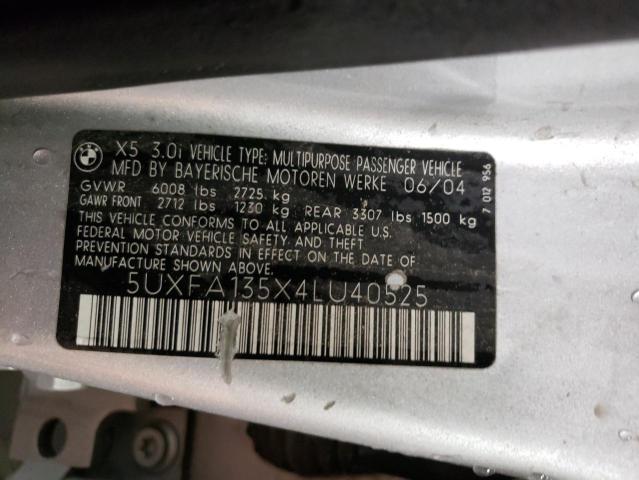 BMW
X5 3.0i VEHICLE TYPE: MULTIPURPOSE PASSENGER VEHICLE
MFD BY BAYERISCHE MOTOREN WERKE 06/04
GVWR 6008 lbs 2725 kg
GAWR FRONT 2712 lbs 1230 kg REAR 3307 lbs 1500 kg
THIS VEHICLE CONFORMS TO ALL APPLICABLE U.S.
FEDERAL MOTOR VEHICLE SAFETY, AND THEFT
PREVENTION STANDARDS IN EFFECT ON THE DATE OF
MANUFACTURE SHOWN ABOVE.
5UXFA135X4LU40525
7 012 956